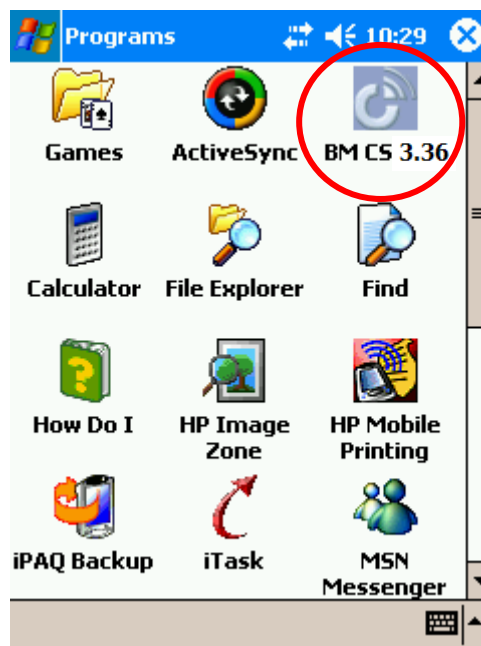 Programs 10:29
Games ActiveSync BM CS 3.36
Calculator File Explorer Find
How Do I HP Image Zone HP Mobile Printing
iPAQ Backup iTask MSN Messenger